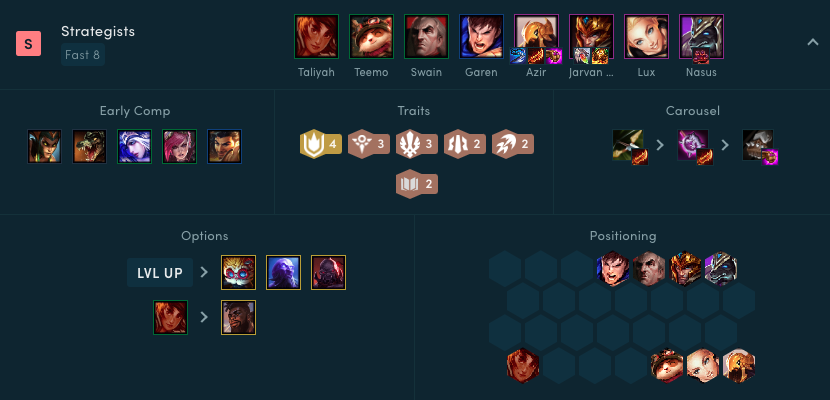 S
Strategists
Fast 8
Taliyah
Teemo
Swain
Garen
Azir
Jarvan ...
Lux
Nasus
Early Comp
Traits
Carousel
4
3
3
2
2
2
Options
Positioning
LVL UP